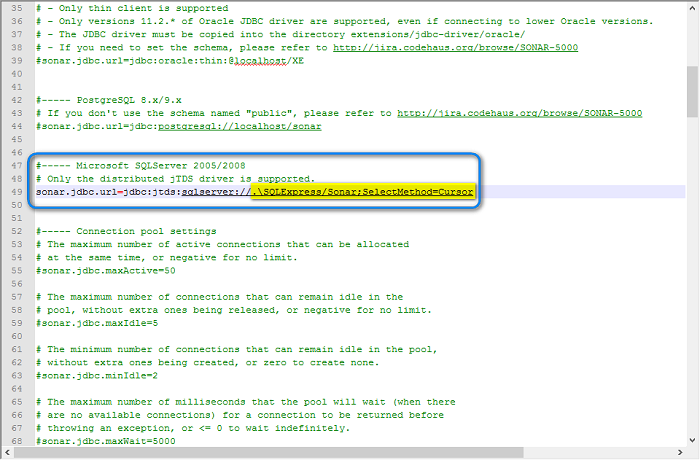 35 # - Only thin client is supported
36 # - Only versions 11.2.* of Oracle JDBC driver are supported, even if connecting to lower Oracle versions.
37 # - The JDBC driver must be copied into the directory extensions/jdbc-driver/oracle/
38 # - If you need to set the schema, please refer to http://jira.codehaus.org/browse/SONAR-5000
39 #sonar.jdbc.url=jdbc:oracle:thin:@localhost/XE
40
41
42 #----- PostgreSQL 8.x/9.x
43 # If you don't use the schema named "public", please refer to http://jira.codehaus.org/browse/SONAR-5000
44 #sonar.jdbc.url=jdbc:postgresql://localhost/sonar
45
46
47 #----- Microsoft SQLServer 2005/2008
48 # Only the distributed jTDS driver is supported.
49 sonar.jdbc.url=jdbc:jtds:sqlserver://.\SQLExpress/Sonar;SelectMethod=Cursor
50
51
52 #----- Connection pool settings
53 # The maximum number of active connections that can be allocated
54 # at the same time, or negative for no limit.
55 #sonar.jdbc.maxActive=50
56
57 # The maximum number of connections that can remain idle in the
58 # pool, without extra ones being released, or negative for no limit.
59 #sonar.jdbc.maxIdle=5
60
61 # The minimum number of connections that can remain idle in the pool,
62 # without extra ones being created, or zero to create none.
63 #sonar.jdbc.minIdle=2
64
65 # The maximum number of milliseconds that the pool will wait (when there
66 # are no available connections) for a connection to be returned before
67 # throwing an exception, or <= 0 to wait indefinitely.
68 #sonar.jdbc.maxWait=5000